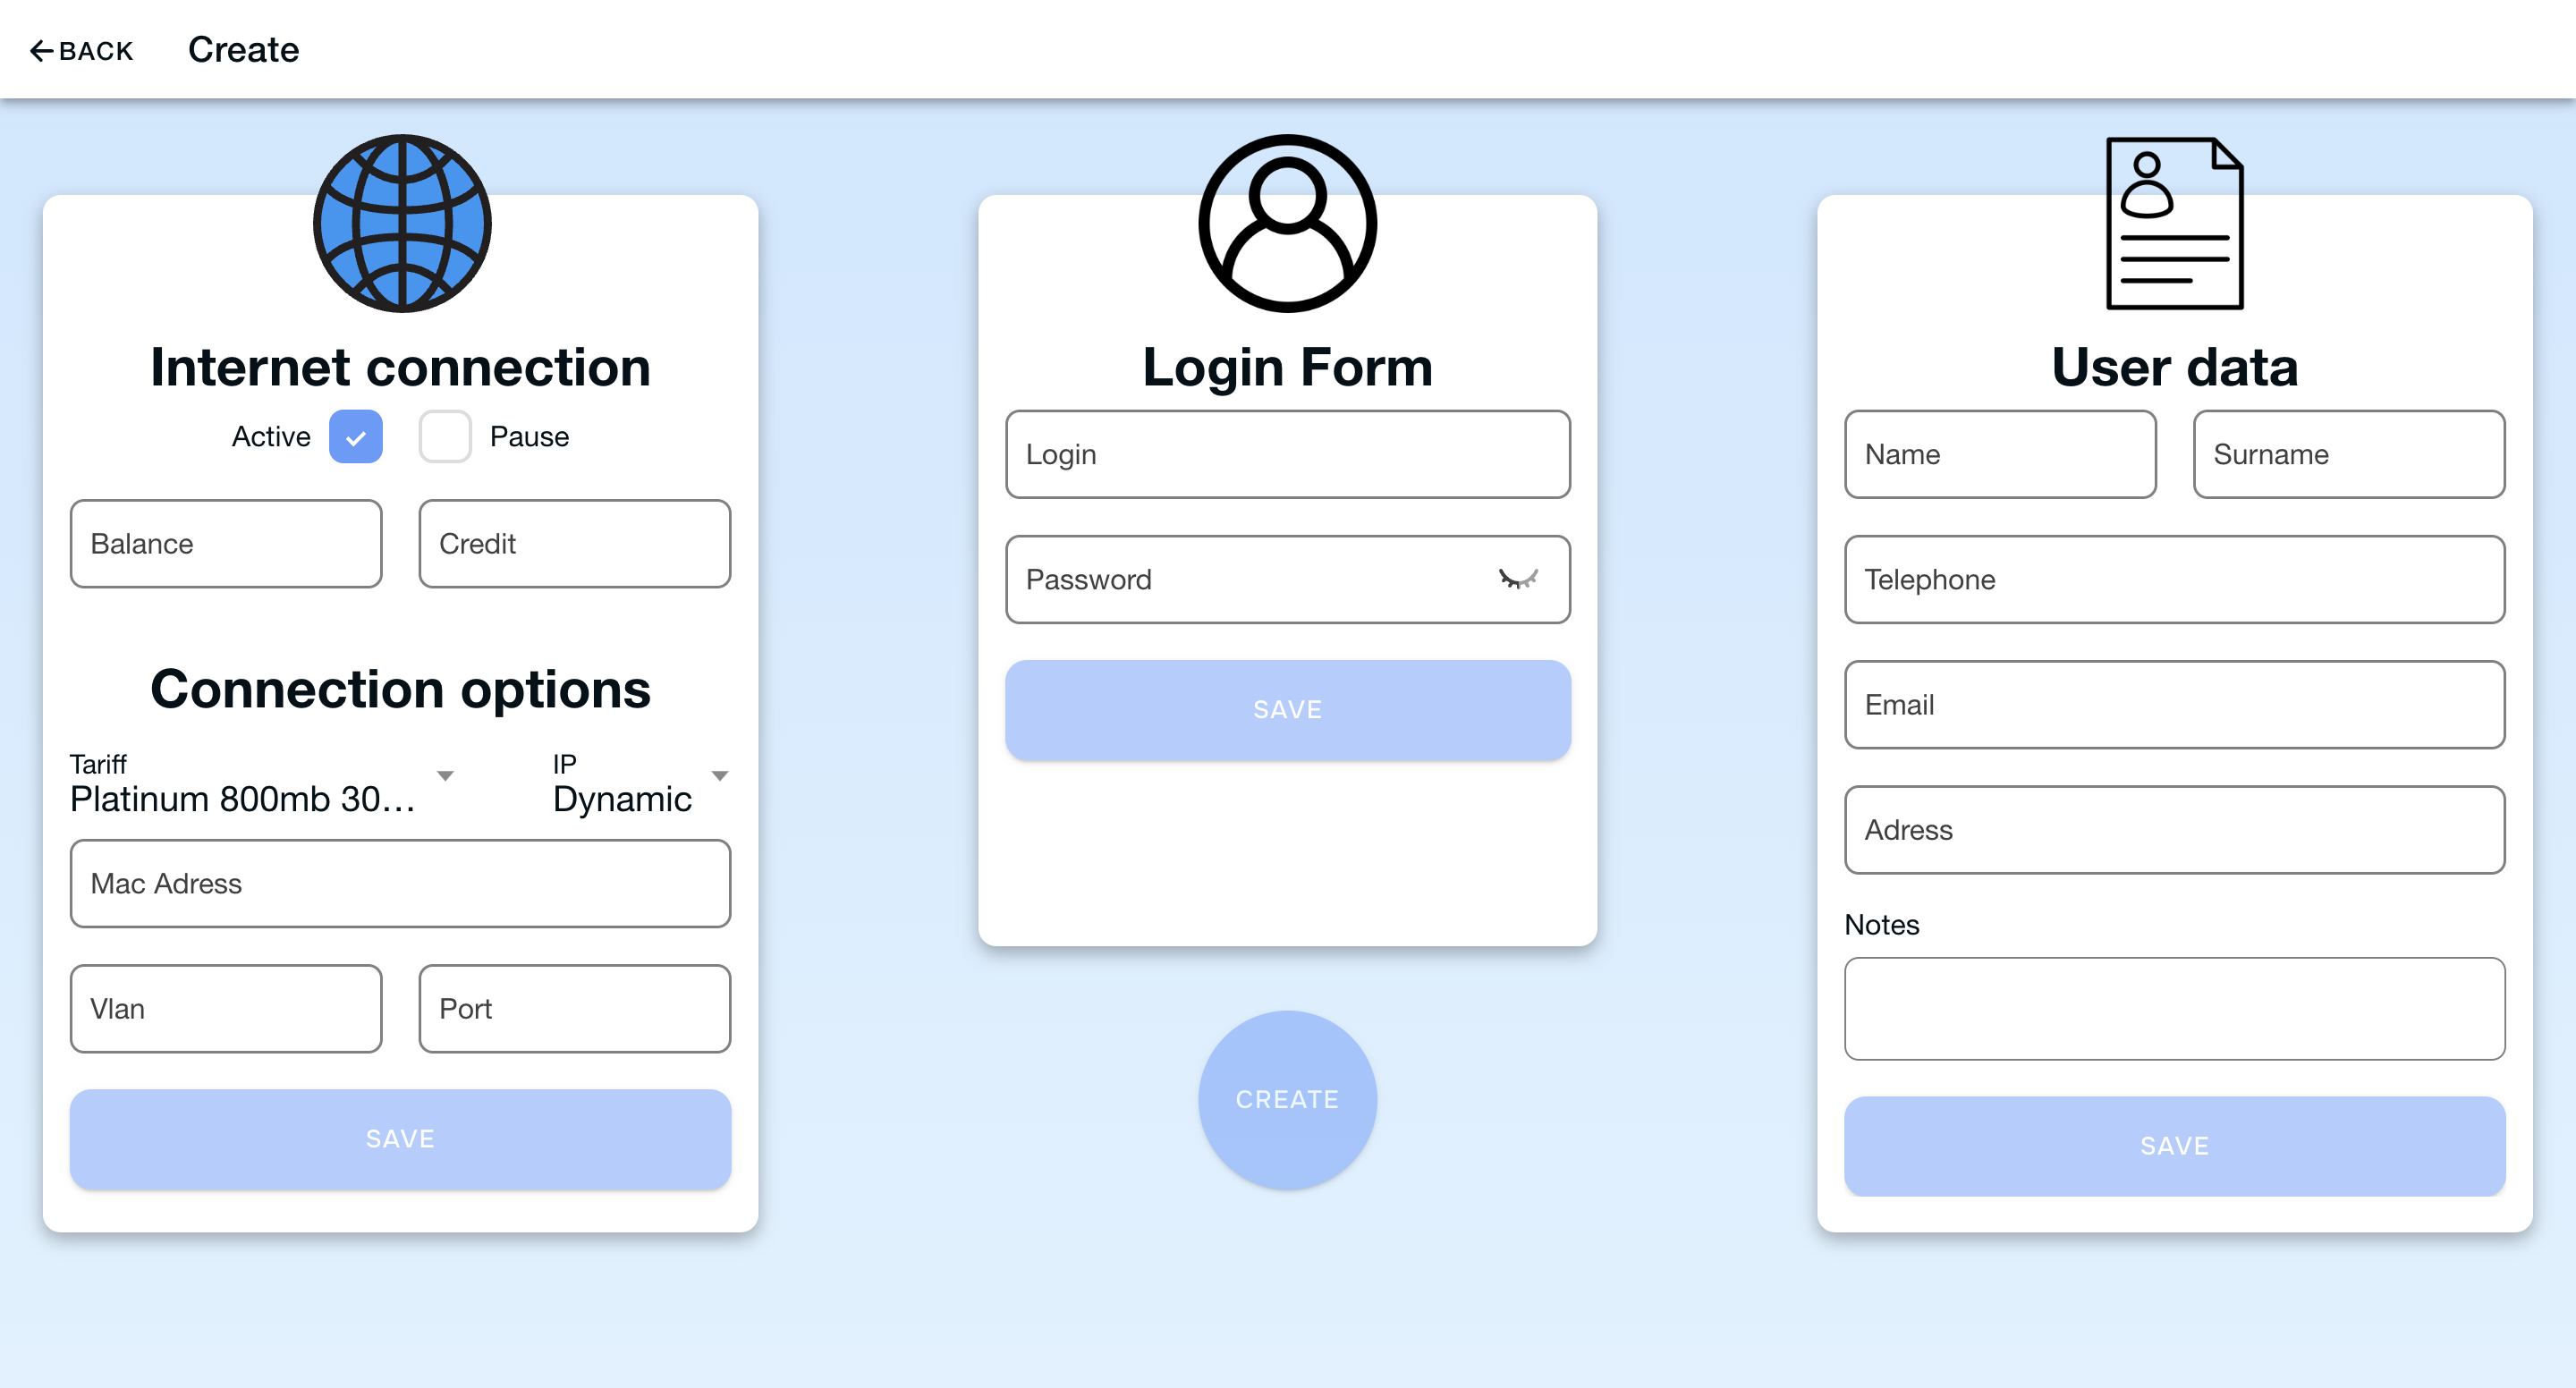 BACK
Create
Internet connection
Active
Pause
Balance
Credit
Connection options
Tariff
IP
Platinum 800mb 30...
Dynamic
Mac Adress
Vlan
Port
SAVE
Login Form
Login
Password
SAVE
CREATE
User data
Name
Surname
Telephone
Email
Adress
Notes
SAVE